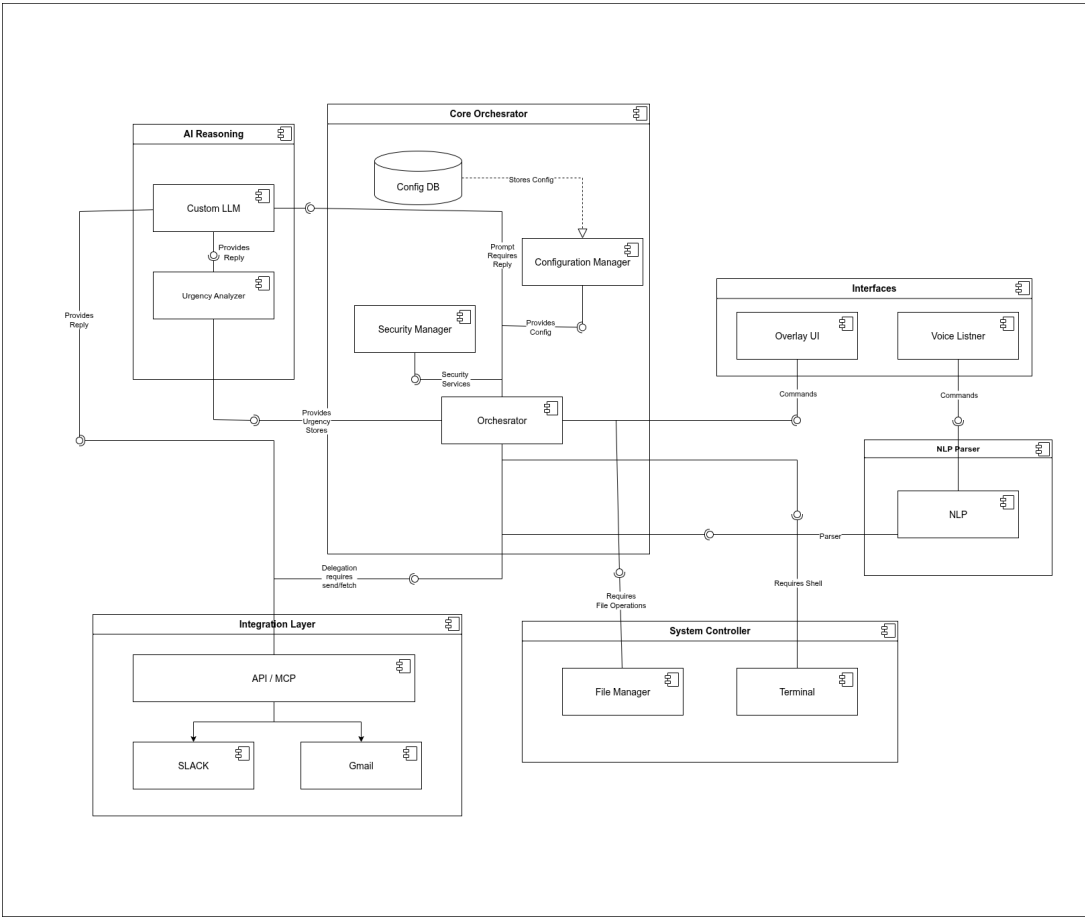 Core Orchesrator
AI Reasoning
Config DB
Stores Config
Custom LLM
Provides
Reply
Prompt
Requires
Reply
Configuration Manager
Urgency Analyzer
Interfaces
Provides
Reply
Security Manager
Provides
Config
Overlay UI
Voice Listner
Security
Services
Commands
Commands
Provides
Urgency
Stores
Orchesrator
NLP Parser
NLP
Parser
Delegation
requires
send/fetch
Requires Shell
Requires
File Operations
Integration Layer
System Controller
API / MCP
File Manager
Terminal
SLACK
Gmail